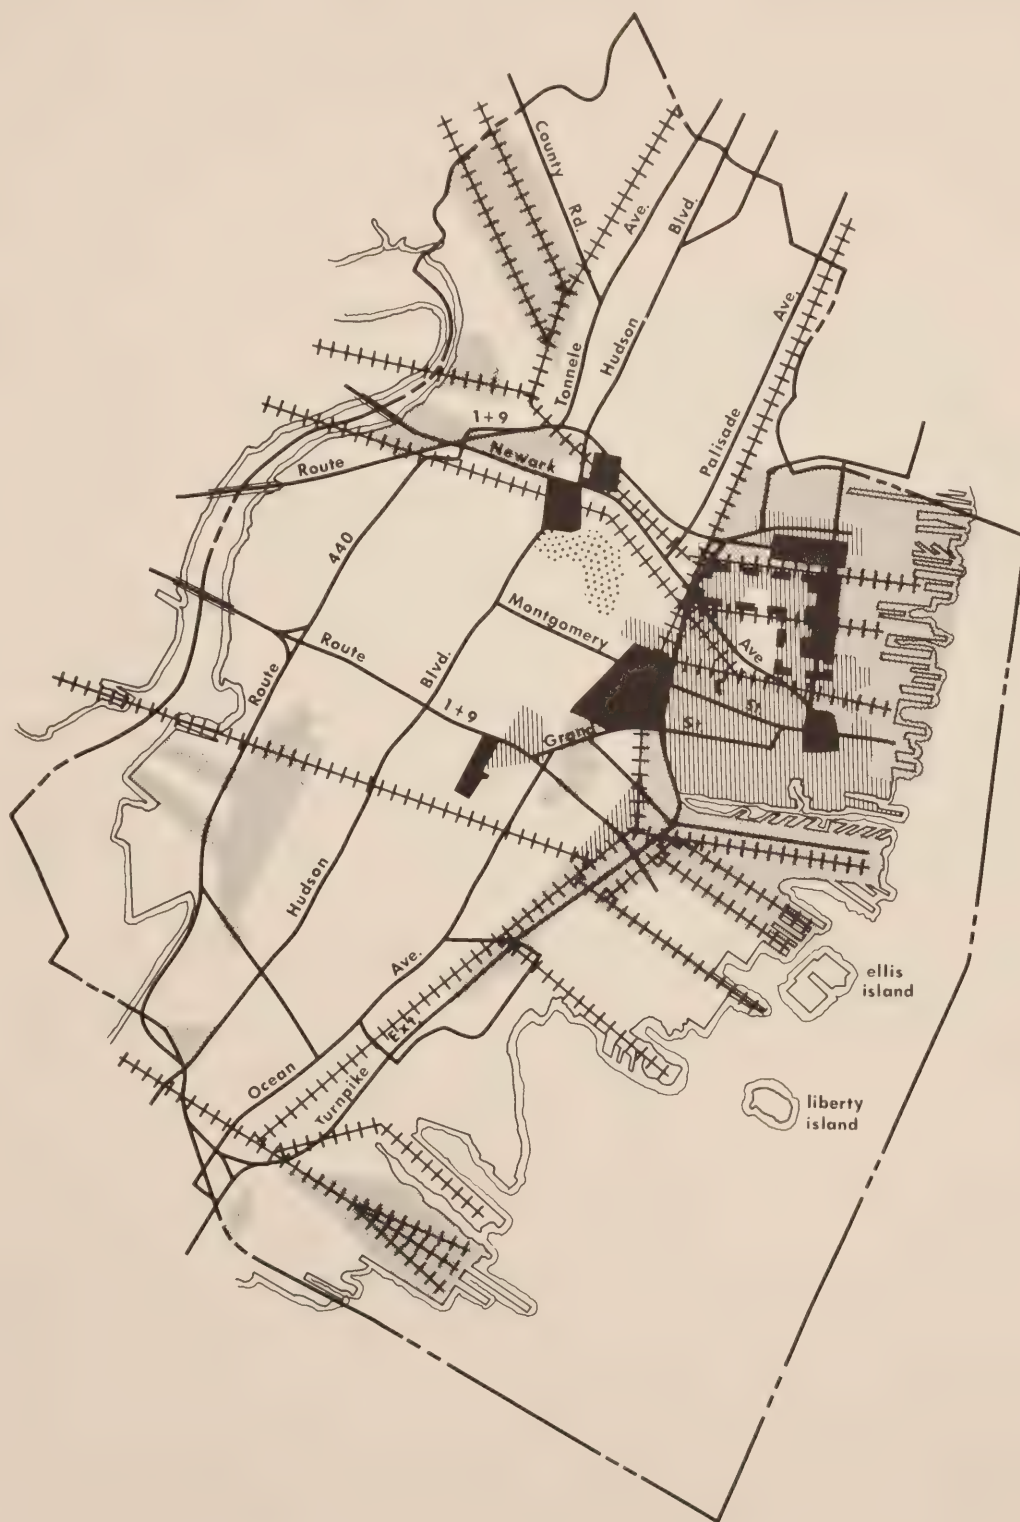 County
Rd.
Ave.
Blvd.
Ave.
Tonnele
Hudson
Palisade
1+9
Newark
Route
440
Montgomery
Ave
Route
Blvd.
Route
1+9
St.
Grand
St.
Hudson
Ave.
ellis
island
Ext.
Ocean
Turnpike
liberty
island